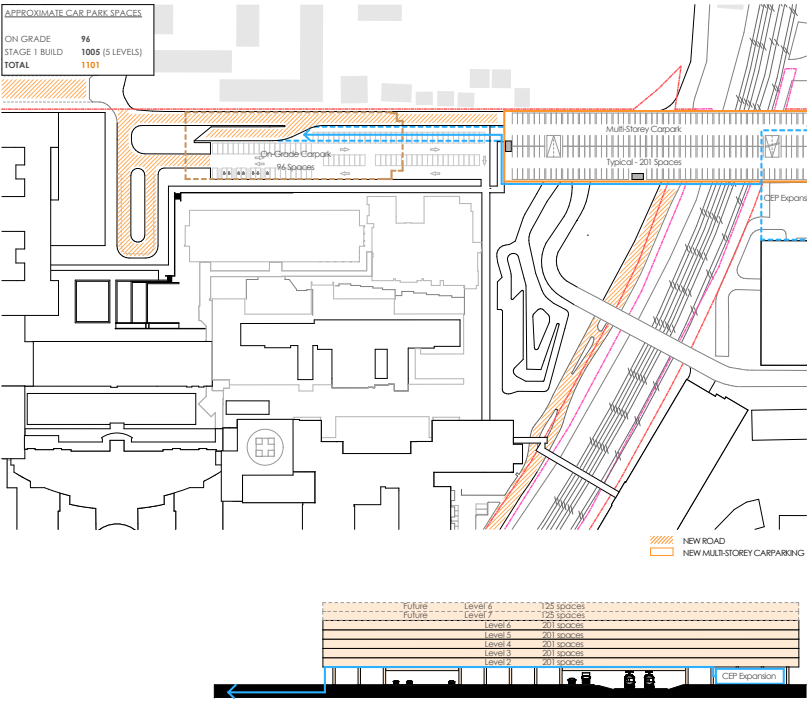 APPROXIMATE CAR PARK SPACES
ON GRADE 96
STAGE 1 BUILD 1005 (5 LEVELS)
TOTAL 1101
Multi-Storey Carpark
Typical - 201 Spaces
On-Grade Carpark
96 Spaces
CEP Expans
NEW ROAD
NEW MULTI-STOREY CARPARKING
Future Level 6 125 spaces
Future Level 7 125 spaces
Level 6 201 spaces
Level 5 201 spaces
Level 4 201 spaces
Level 3 201 spaces
Level 2 201 spaces
CEP Expansion